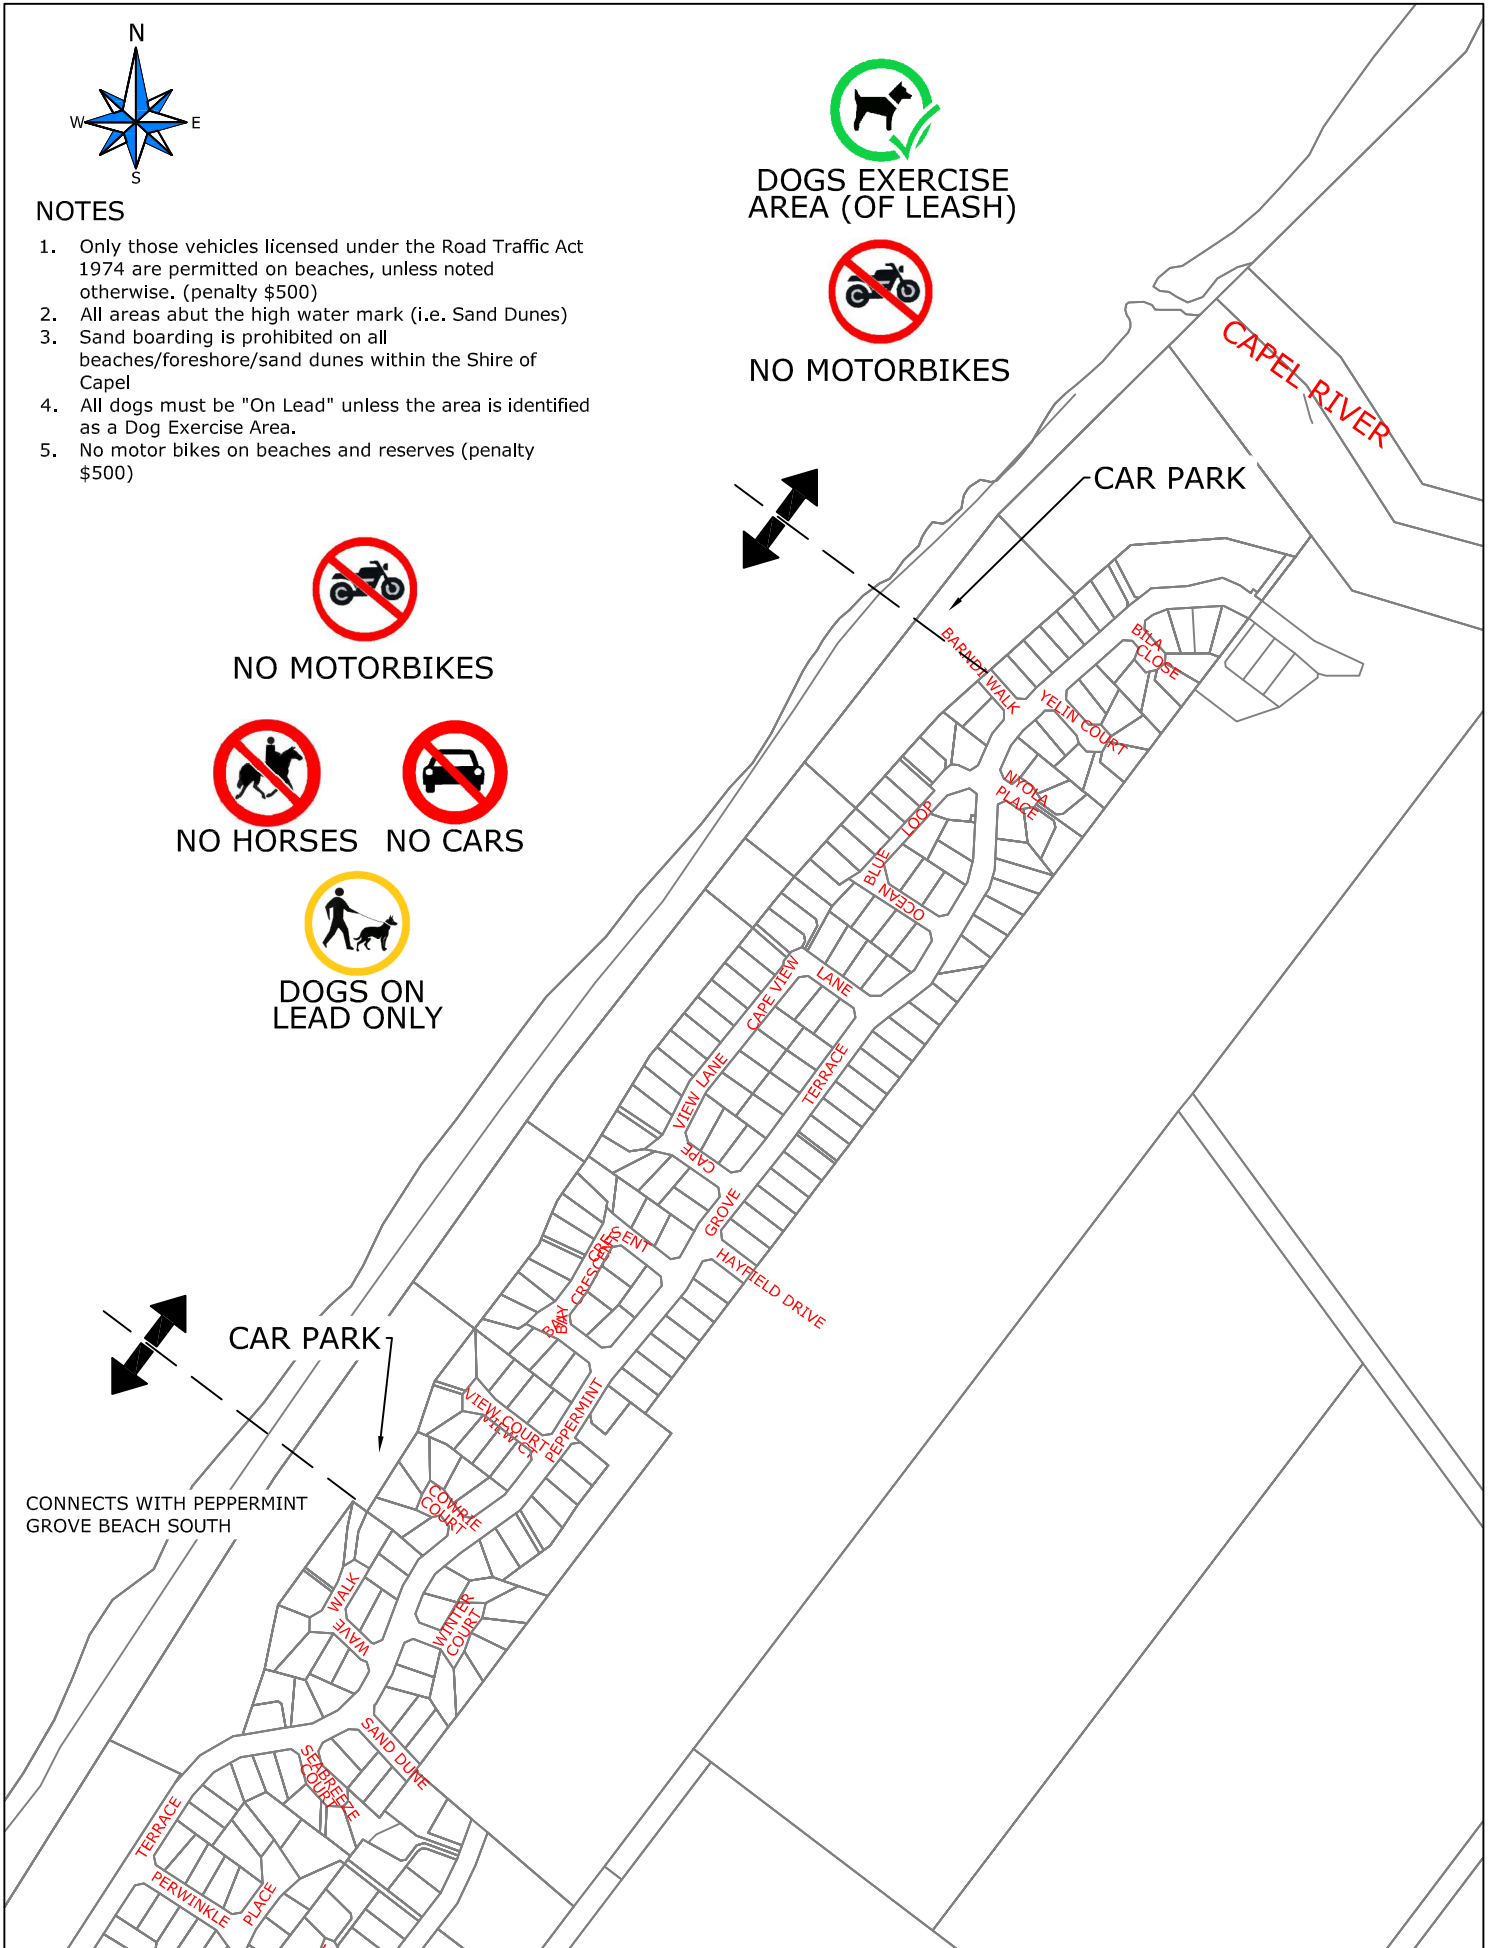 N
W
E
S
NOTES
1. Only those vehicles licensed under the Road Traffic Act
1974 are permitted on beaches, unless noted
otherwise. (penalty $500)
2. All areas abut the high water mark (i.e. Sand Dunes)
3. Sand boarding is prohibited on all
beaches/foreshore/sand dunes within the Shire of
Capel
4. All dogs must be "On Lead" unless the area is identified
as a Dog Exercise Area.
5. No motor bikes on beaches and reserves (penalty
$500)
DOGS EXERCISE
AREA (OF LEASH)
NO MOTORBIKES
CAPEL RIVER
CAR PARK
NO MOTORBIKES
NO HORSES
NO CARS
DOGS ON
LEAD ONLY
BARNDI WALK
BILA
CLOSE
YELIN COURT
NYOLA
PLACE
BLUE
LOOP
OCEAN
CAPE VIEW
LANE
VIEW LANE
CAPE
TERRACE
GROVE
HAYFIELD DRIVE
CRESENT
BAY CRESCENT
BAY
CRES
CAR PARK
PEPPERMINT
VIEW COURT
VIEW CT
COWRIE
COURT
CONNECTS WITH PEPPERMINT
GROVE BEACH SOUTH
WALK
WAVE
WINTER
COURT
SAND DUNE
SEABREEZE
COURT
TERRACE
PERWINKLE
PLACE